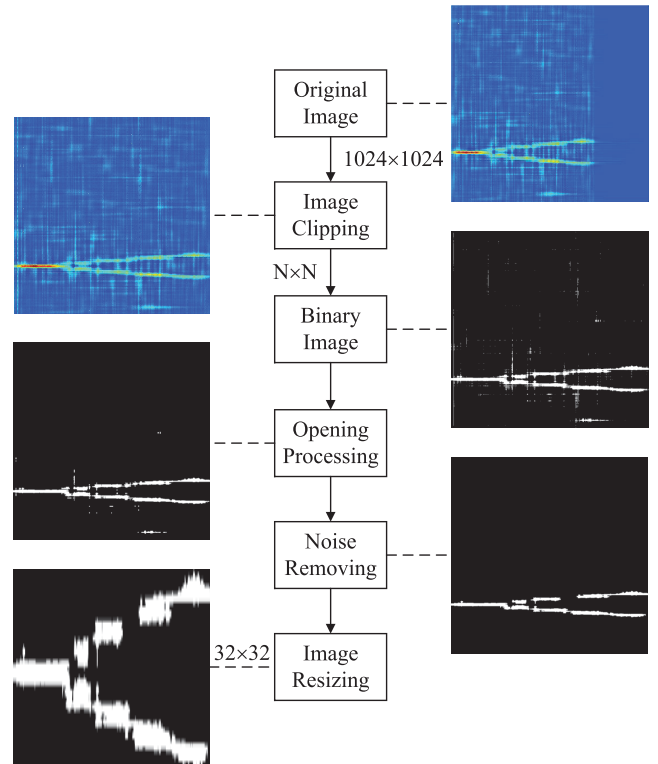 Original
Image
1024×1024
Image
Clipping
N×N
Binary
Image
Opening
Processing
Noise
Removing
32×32
Image
Resizing